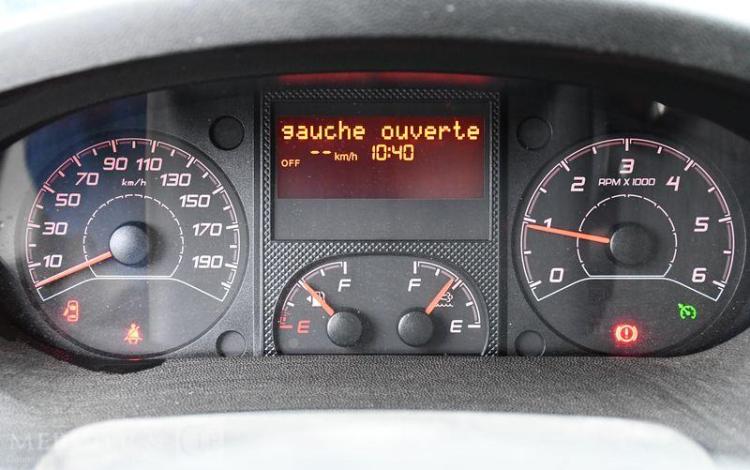 gauche ouverte
OFF -- km/h 10:40
10 30 50 70 90 110 130 150 170 190
km/h
0 1 2 3 4 5 6
RPM X 1000
F E
F E